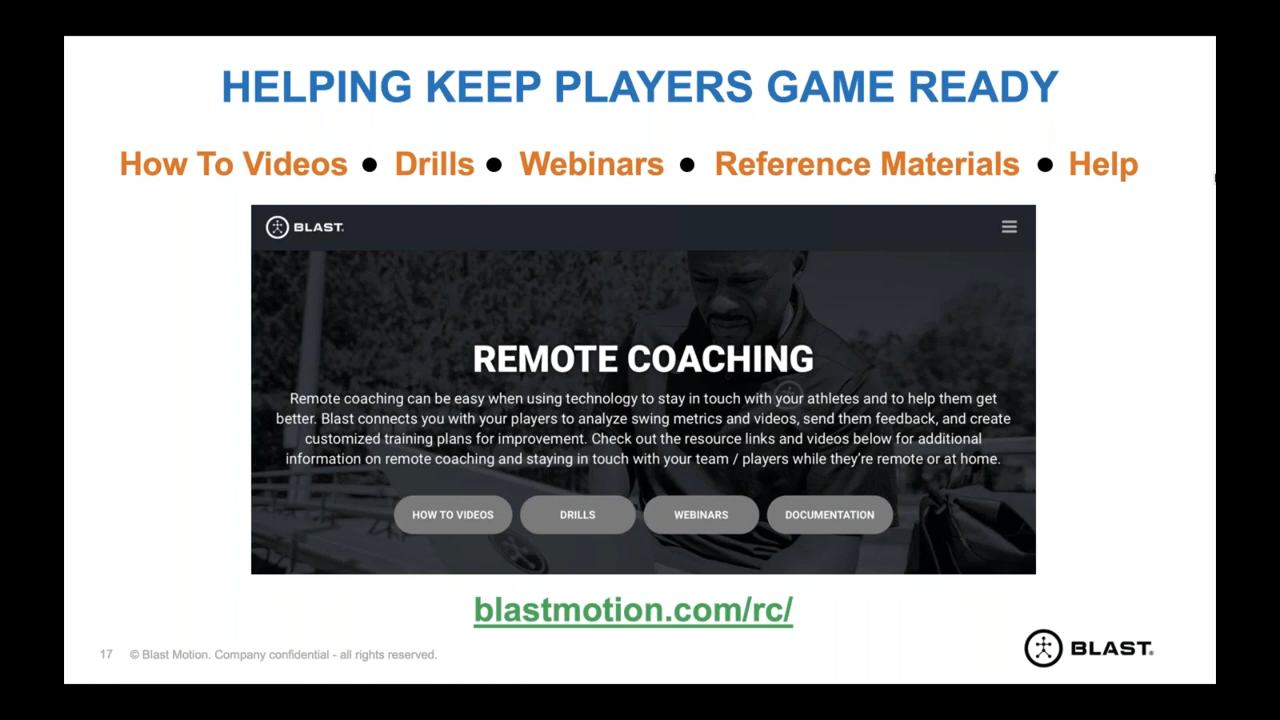 HELPING KEEP PLAYERS GAME READY
How To Videos ● Drills ● Webinars ● Reference Materials ● Help
BLAST.
REMOTE COACHING
Remote coaching can be easy when using technology to stay in touch with your athletes and to help them get
better. Blast connects you with your players to analyze swing metrics and videos, send them feedback, and create
customized training plans for improvement. Check out the resource links and videos below for additional
information on remote coaching and staying in touch with your team / players while they’re remote or at home.
HOW TO VIDEOS DRILLS WEBINARS DOCUMENTATION
blastmotion.com/rc/
17 © Blast Motion. Company confidential - all rights reserved.
BLAST®